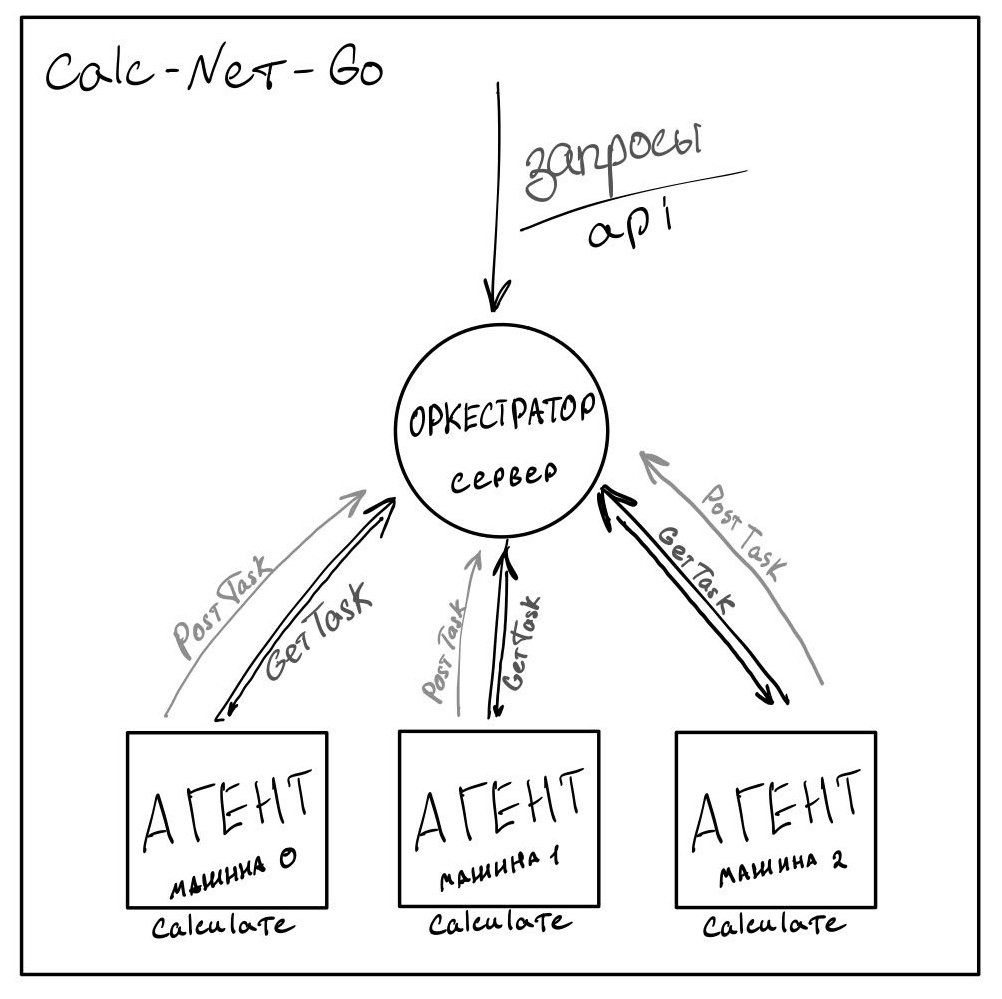 Calc-Net-Go
запросы
api
ОРКЕСТРАТОР
сервер
PostTask
GetTask
PostTask
GetTask
GetTask
PostTask
АГЕНТ
машина 0
Calculate
АГЕНТ
машина 1
Calculate
АГЕНТ
машина 2
Calculate